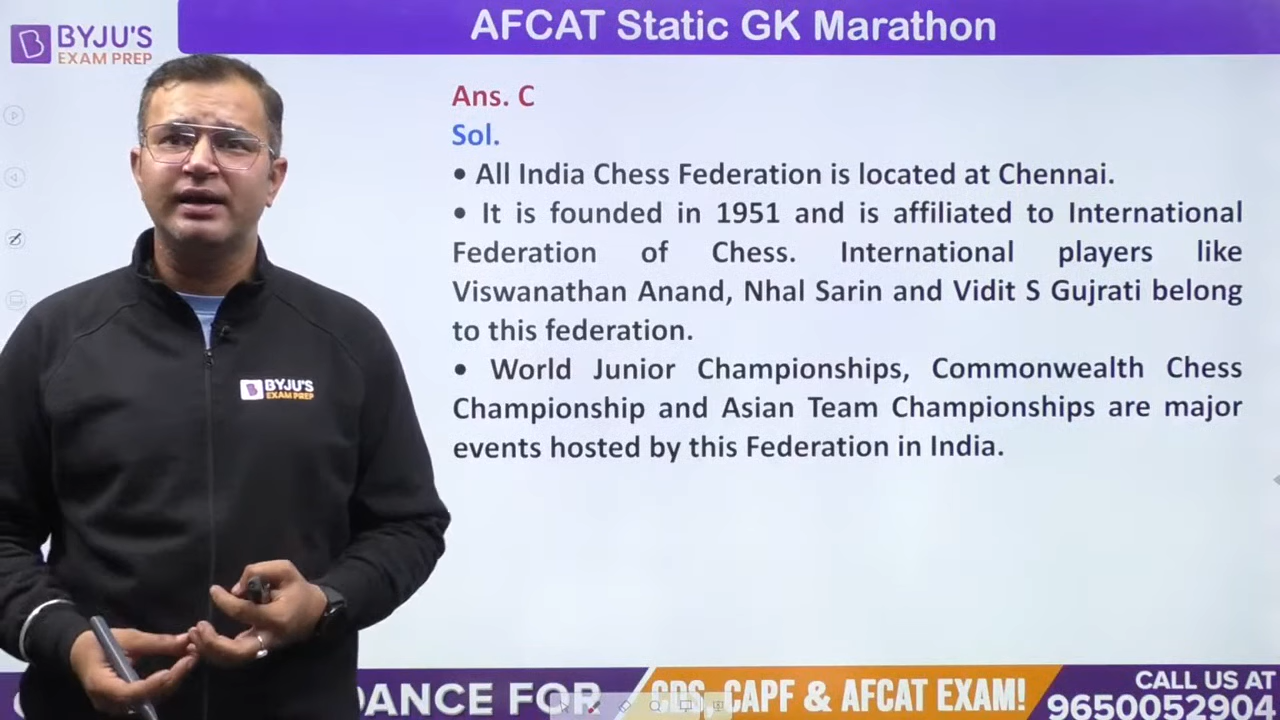 AFCAT Static GK Marathon
BYJU'S
EXAM PREP
Ans. C
Sol.
• All India Chess Federation is located at Chennai.
• It is founded in 1951 and is affiliated to International
Federation of Chess. International players like
Viswanathan Anand, Nhal Sarin and Vidit S Gujrati belong
to this federation.
• World Junior Championships, Commonwealth Chess
Championship and Asian Team Championships are major
events hosted by this Federation in India.
BYJU'S
EXAM PREP
FOR
CDS, CAPF & AFCAT EXAM!
CALL US AT
9650052904